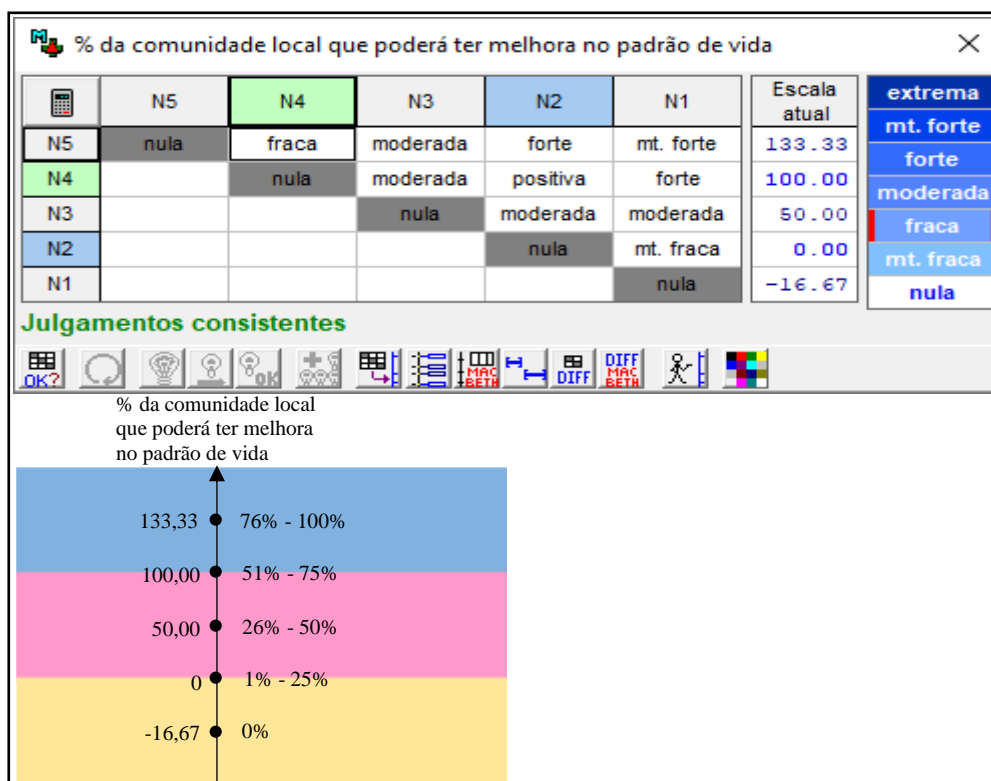 % da comunidade local que poderá ter melhora no padrão de vida
N5 N4 N3 N2 N1 Escala atual
N5 nula fraca moderada forte mt. forte 133.33
N4 nula moderada positiva forte 100.00
N3 nula moderada moderada 50.00
N2 nula mt. fraca 0.00
N1 nula -16.67
extrema
mt. forte
forte
moderada
fraca
mt. fraca
nula
Julgamentos consistentes
OK? OK MAC BETH DIFF DIFF MAC BETH
% da comunidade local
que poderá ter melhora
no padrão de vida
133,33 76% - 100%
100,00 51% - 75%
50,00 26% - 50%
0 1% - 25%
-16,67 0%